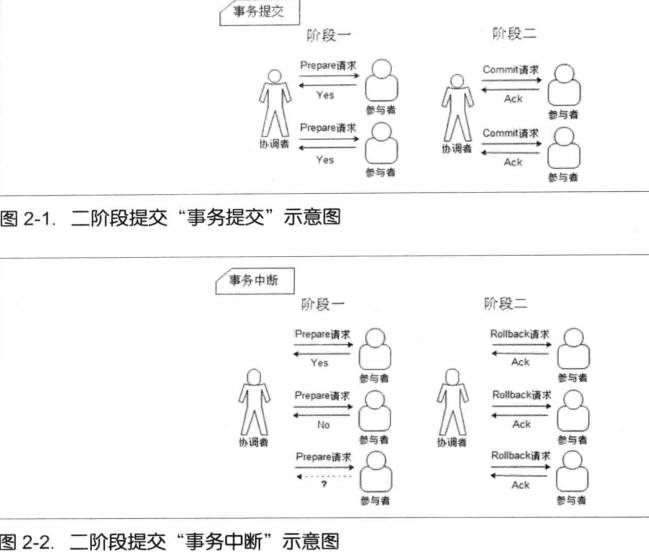 事务提交
阶段一
阶段二
Prepare请求
Yes
参与者
Prepare请求
Yes
参与者
协调者
Commit请求
Ack
参与者
Commit请求
Ack
参与者
协调者
图 2-1. 二阶段提交“事务提交”示意图
事务中断
阶段一
阶段二
Prepare请求
Yes
参与者
Prepare请求
No
参与者
协调者
Prepare请求
?
参与者
Rollback请求
Ack
参与者
Rollback请求
Ack
参与者
协调者
Rollback请求
Ack
参与者
图 2-2. 二阶段提交“事务中断”示意图